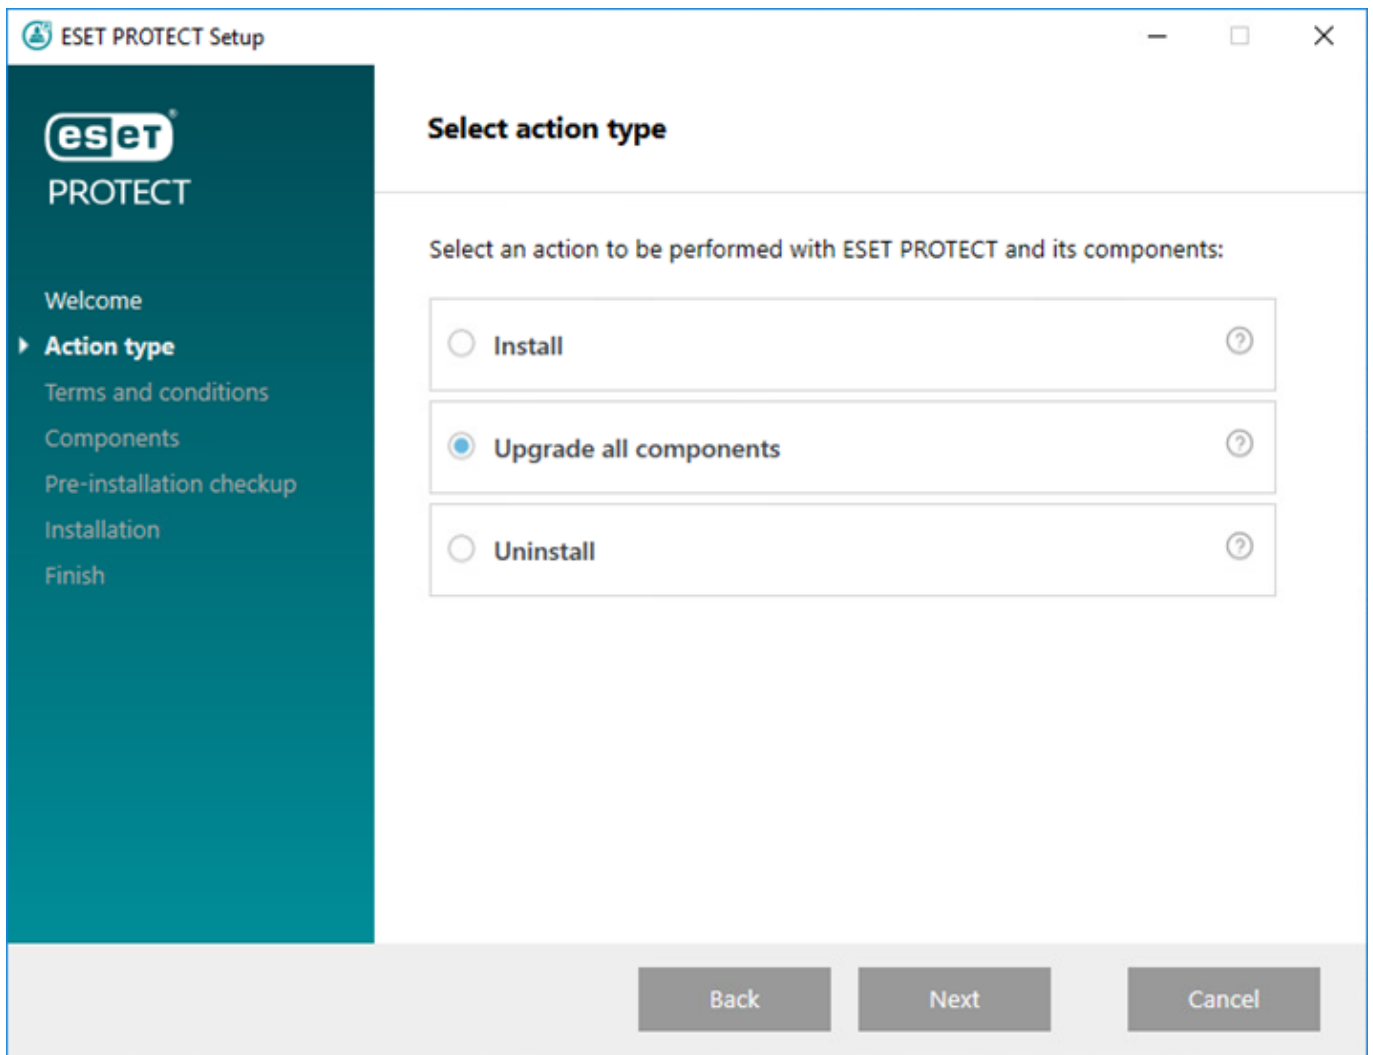 ESET PROTECT Setup
eset®
PROTECT
Welcome
Action type
Terms and conditions
Components
Pre-installation checkup
Installation
Finish
Select action type
Select an action to be performed with ESET PROTECT and its components:
Install
?
Upgrade all components
?
Uninstall
?
Back
Next
Cancel